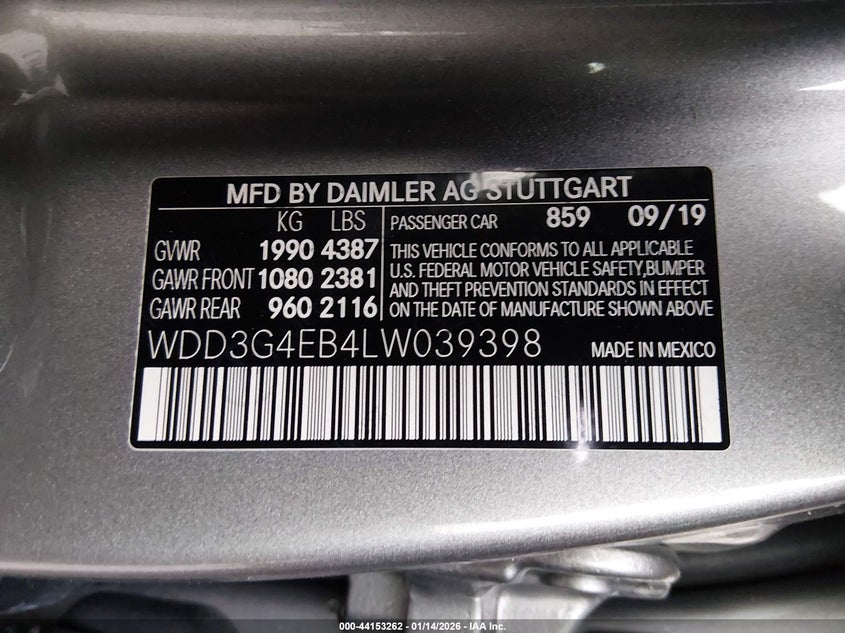 MFD BY DAIMLER AG STUTTGART
KG LBS
GVWR 1990 4387
GAWR FRONT 1080 2381
GAWR REAR 960 2116
PASSENGER CAR 859 09/19
THIS VEHICLE CONFORMS TO ALL APPLICABLE
U.S. FEDERAL MOTOR VEHICLE SAFETY,BUMPER
AND THEFT PREVENTION STANDARDS IN EFFECT
ON THE DATE OF MANUFACTURE SHOWN ABOVE
WDD3G4EB4LW039398 MADE IN MEXICO
000-44153262 - 01/14/2026 - IAA Inc.